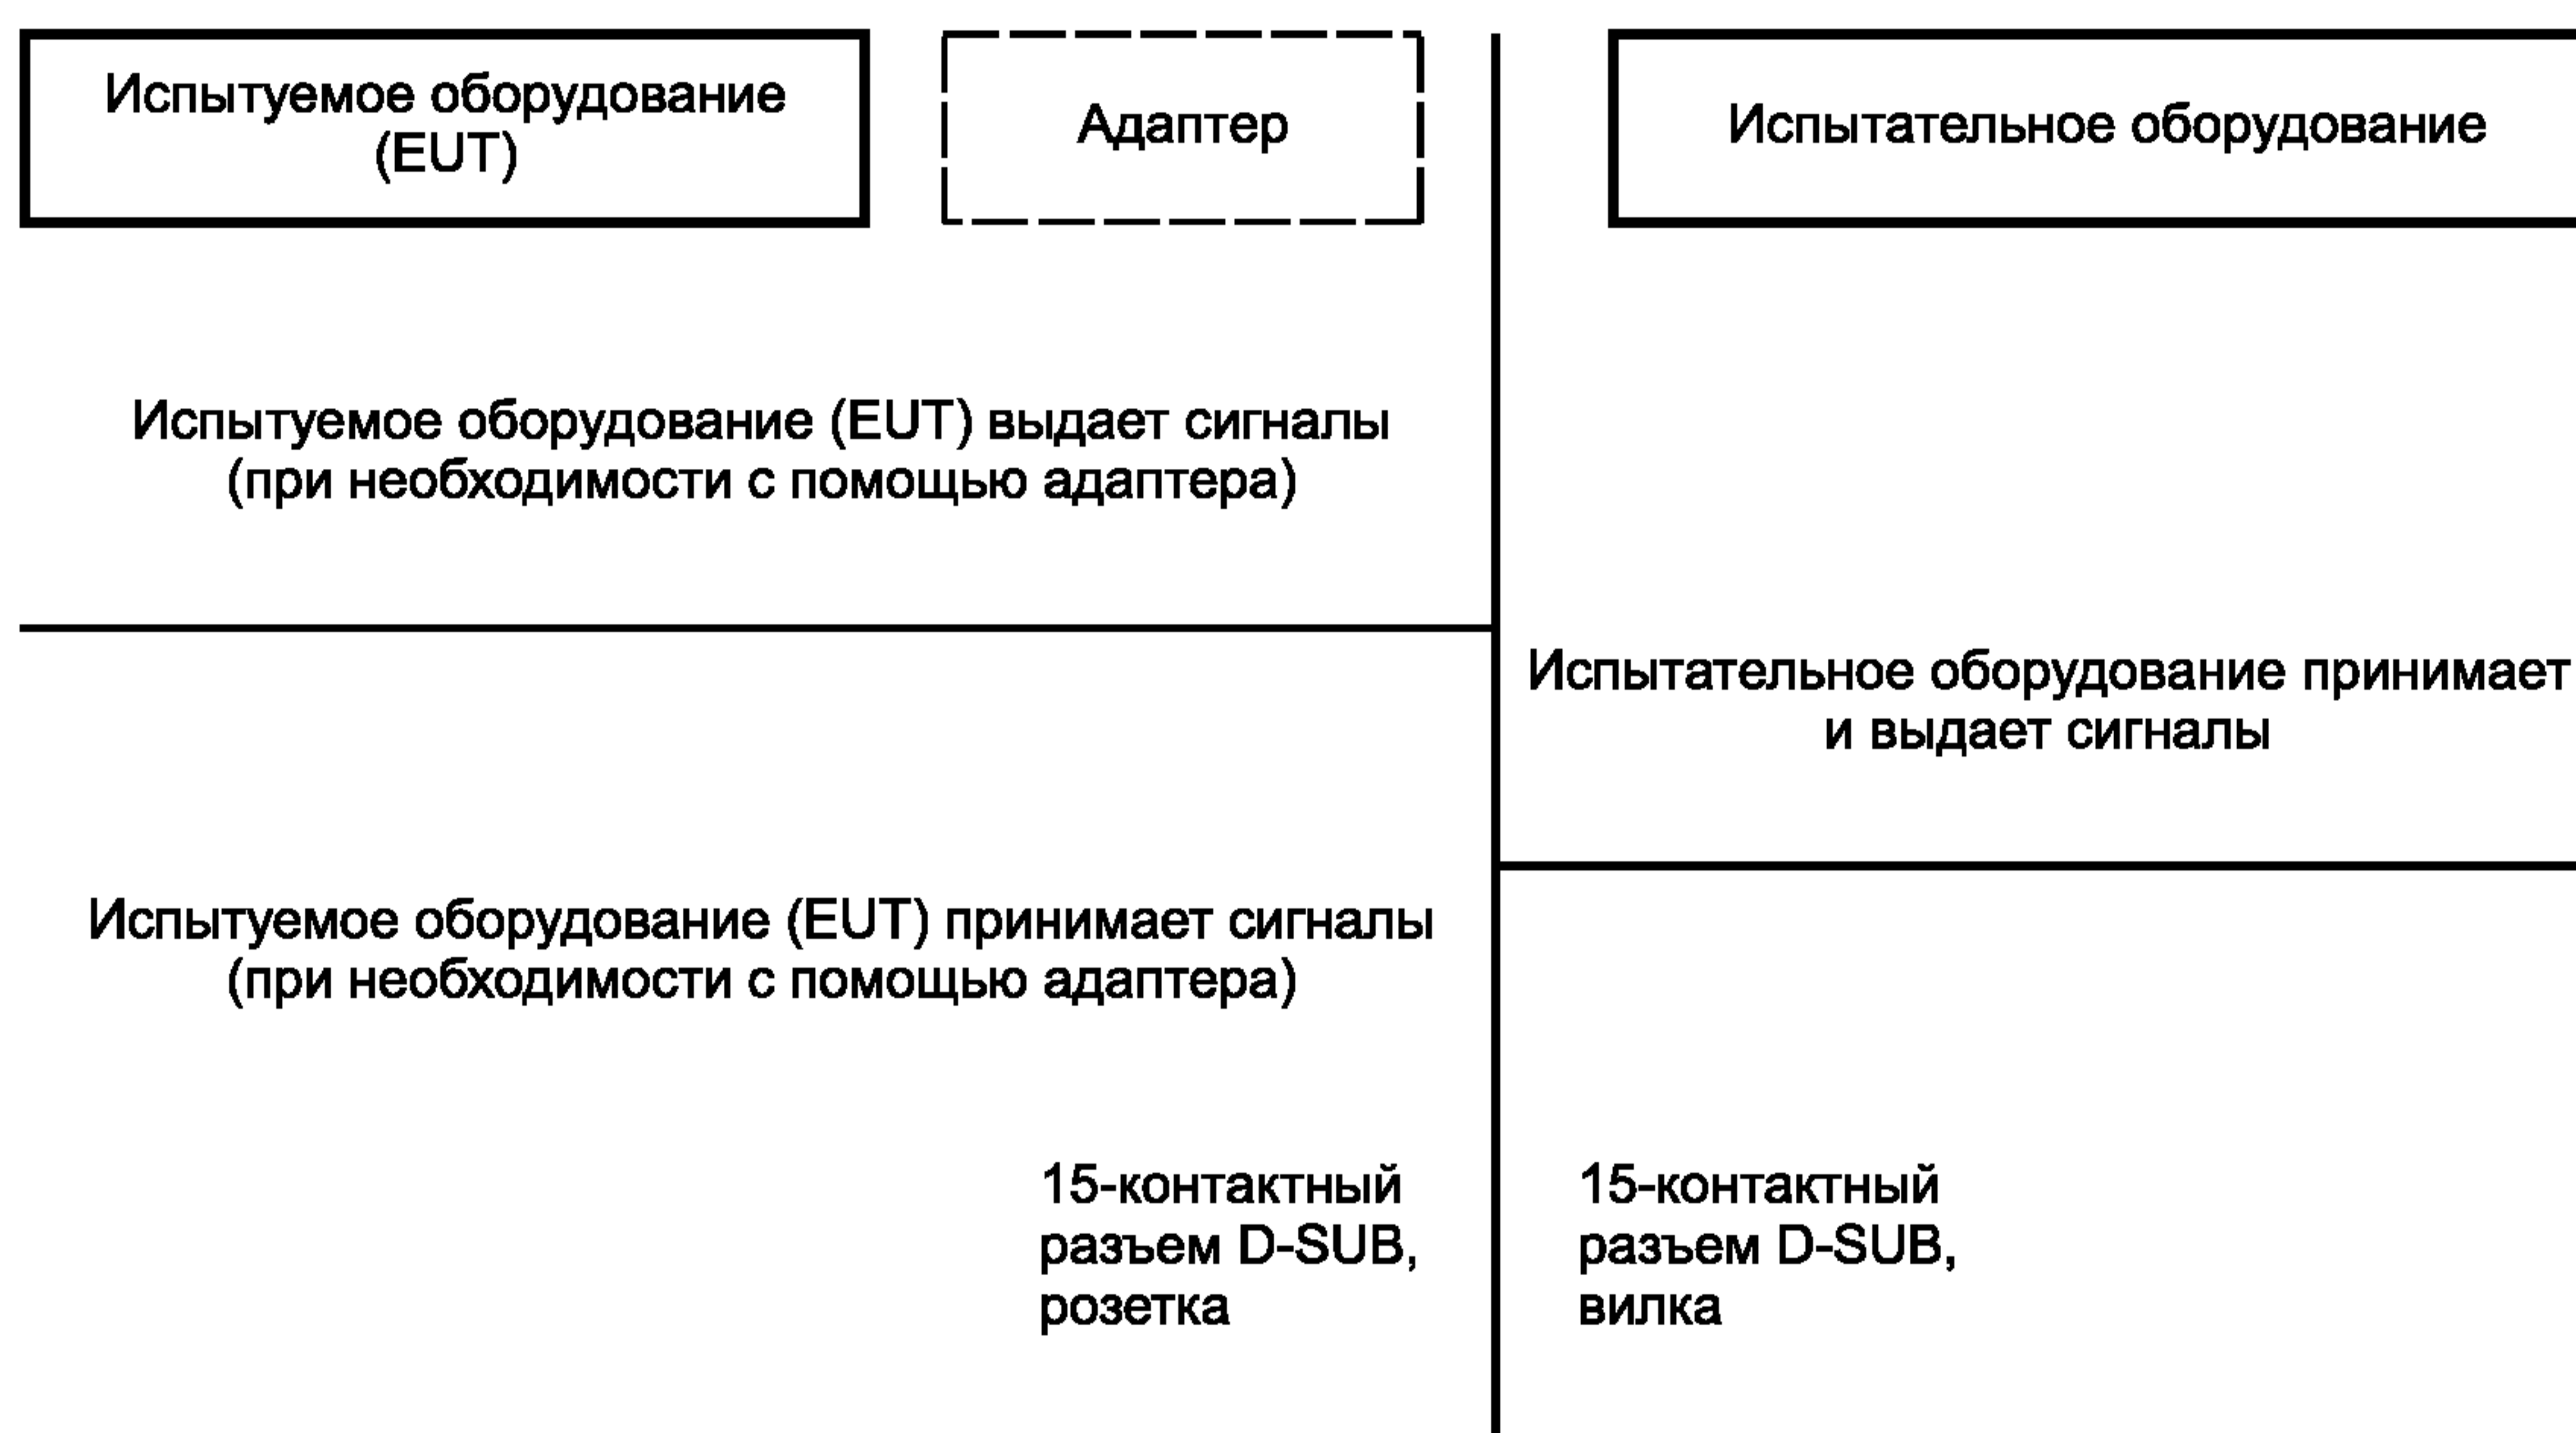 Испытуемое оборудование
(EUT)
Адаптер
Испытательное оборудование
Испытуемое оборудование (EUT) выдает сигналы
(при необходимости с помощью адаптера)
Испытательное оборудование принимает
и выдает сигналы
Испытуемое оборудование (EUT) принимает сигналы
(при необходимости с помощью адаптера)
15-контактный
разъем D-SUB,
розетка
15-контактный
разъем D-SUB,
вилка